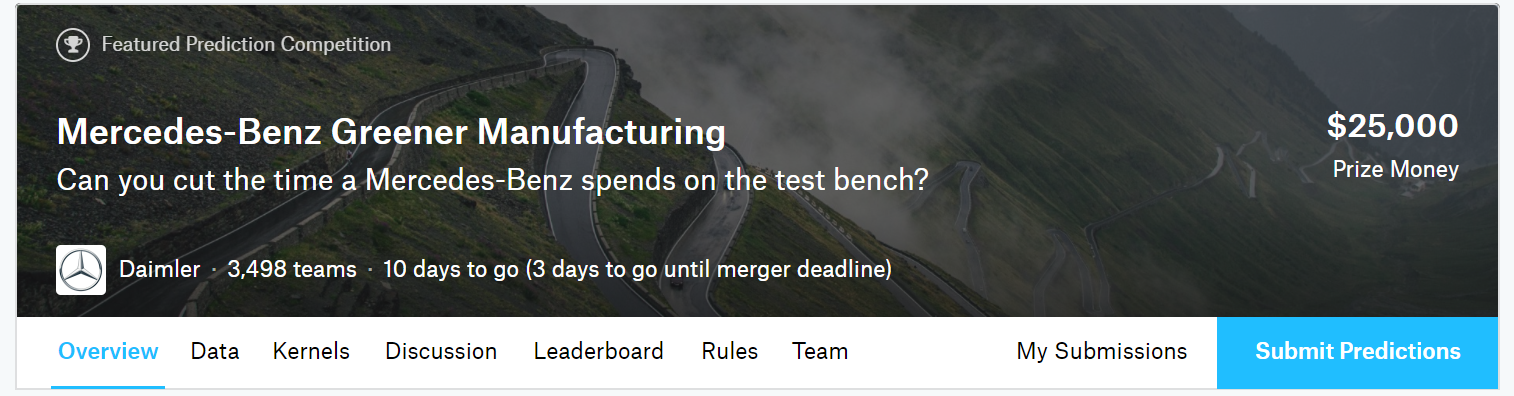 Featured Prediction Competition
Mercedes-Benz Greener Manufacturing
$25,000
Can you cut the time a Mercedes-Benz spends on the test bench?
Prize Money
Daimler · 3,498 teams · 10 days to go (3 days to go until merger deadline)
Overview Data Kernels Discussion Leaderboard Rules Team My Submissions Submit Predictions